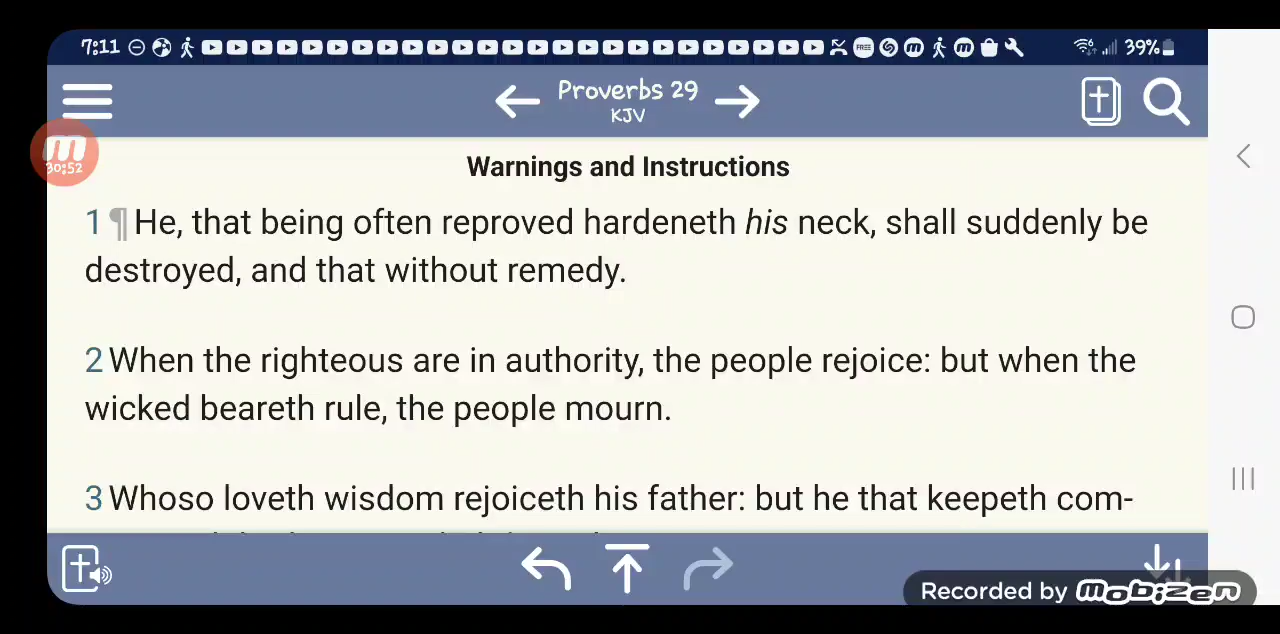 7:11 FREE m m 39%
Proverbs 29
KJV
m
30:52
Warnings and Instructions
1 ¶ He, that being often reproved hardeneth his neck, shall suddenly be
destroyed, and that without remedy.
2 When the righteous are in authority, the people rejoice: but when the
wicked beareth rule, the people mourn.
3 Whoso loveth wisdom rejoiceth his father: but he that keepeth com-
Recorded by mobizen